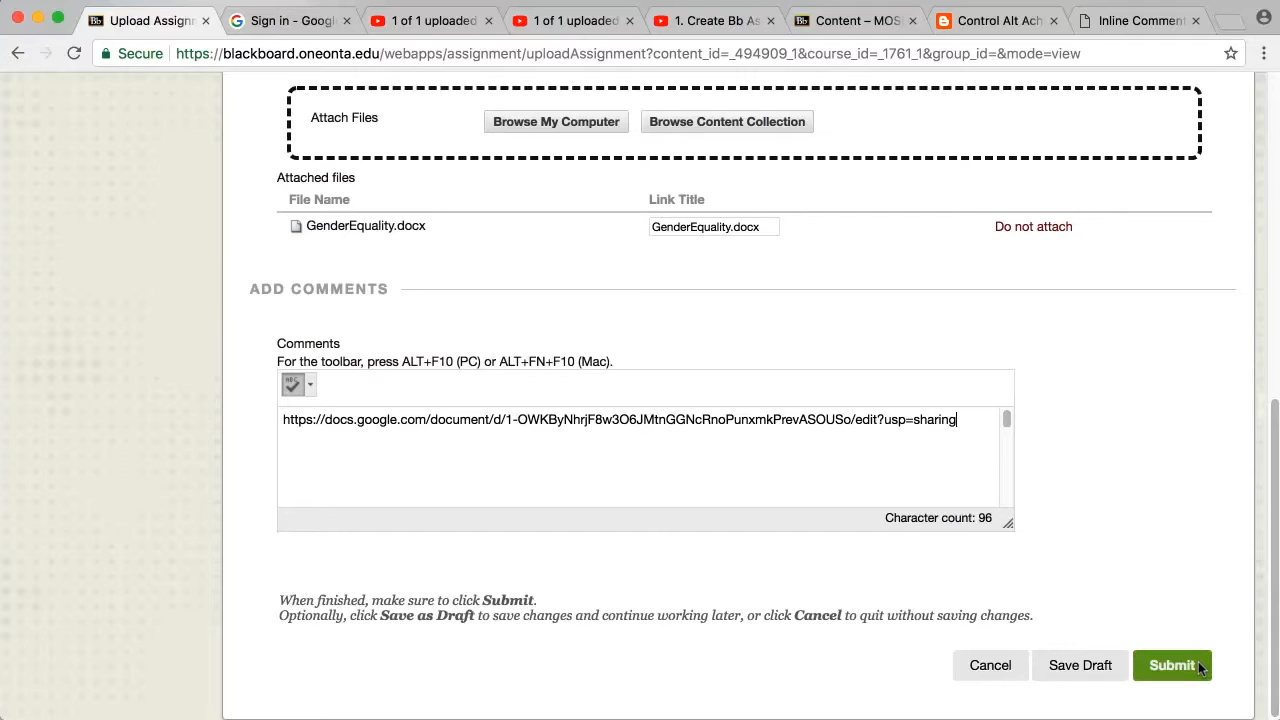 Upload Assignm
Sign in - Google
1 of 1 uploaded
1 of 1 uploaded
1. Create Bb As
Content – MOS
Control Alt Ach
Inline Comment
Secure https://blackboard.oneonta.edu/webapps/assignment/uploadAssignment?content_id=_494909_1&course_id=_1761_1&group_id=&mode=view
Attach Files
Browse My Computer
Browse Content Collection
Attached files
File Name
Link Title
GenderEquality.docx
GenderEquality.docx
Do not attach
ADD COMMENTS
Comments
For the toolbar, press ALT+F10 (PC) or ALT+FN+F10 (Mac).
ABC
https://docs.google.com/document/d/1-OWKByNhrjF8w3O6JMtnGGNcRnoPunxmkPrevASOUSo/edit?usp=sharing
Character count: 96
When finished, make sure to click Submit.
Optionally, click Save as Draft to save changes and continue working later, or click Cancel to quit without saving changes.
Cancel
Save Draft
Submit